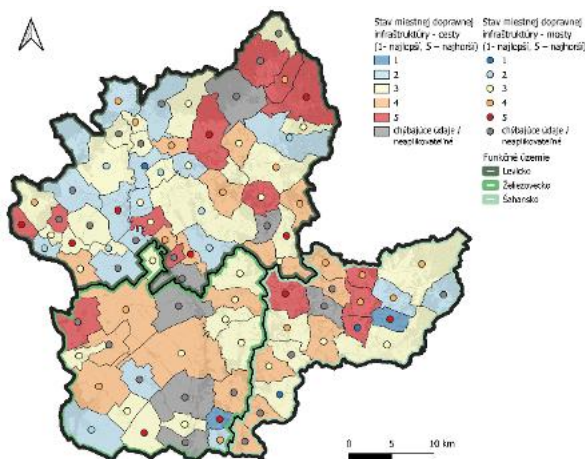 Stav miestnej dopravnej
infraštruktúry - cesty
(1- najlepší, 5 – najhorší)
1
2
3
4
5
chýbajúce údaje /
neaplikovateľné
Stav miestnej dopravnej
infraštruktúry - mosty
(1- najlepší, 5 – najhorší)
1
2
3
4
5
chýbajúce údaje /
neaplikovateľné
Funkčné územie
Levicko
Želiezovecko
Šahansko
0 5 10 km